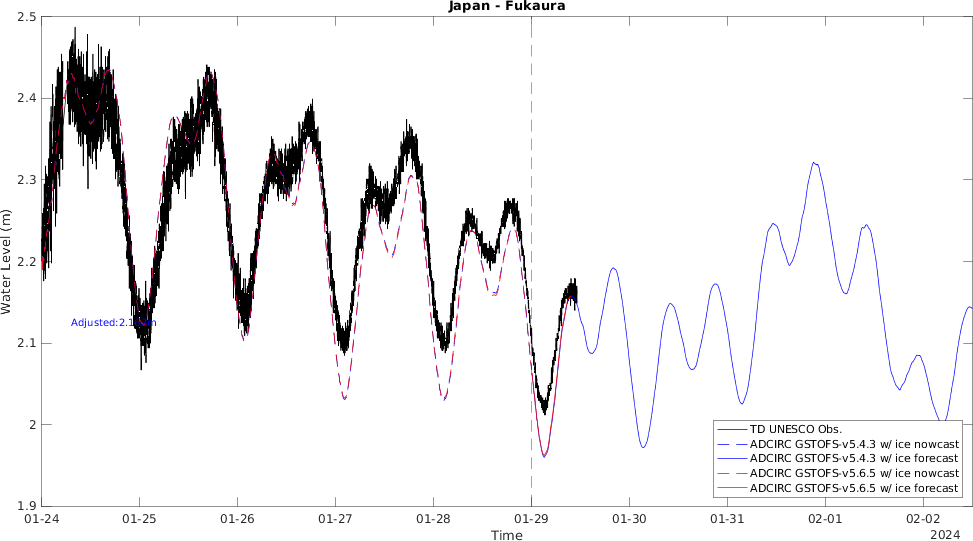 Japan - Fukaura
2.5
2.4
2.3
2.2
2.1
2
1.9
Water Level (m)
01-24
01-25
01-26
01-27
01-28
01-29
01-30
01-31
02-01
02-02
Time
2024
TD UNESCO Obs.
ADCIRC GSTOFS-v5.4.3 w/ ice nowcast
ADCIRC GSTOFS-v5.4.3 w/ ice forecast
ADCIRC GSTOFS-v5.6.5 w/ ice nowcast
ADCIRC GSTOFS-v5.6.5 w/ ice forecast